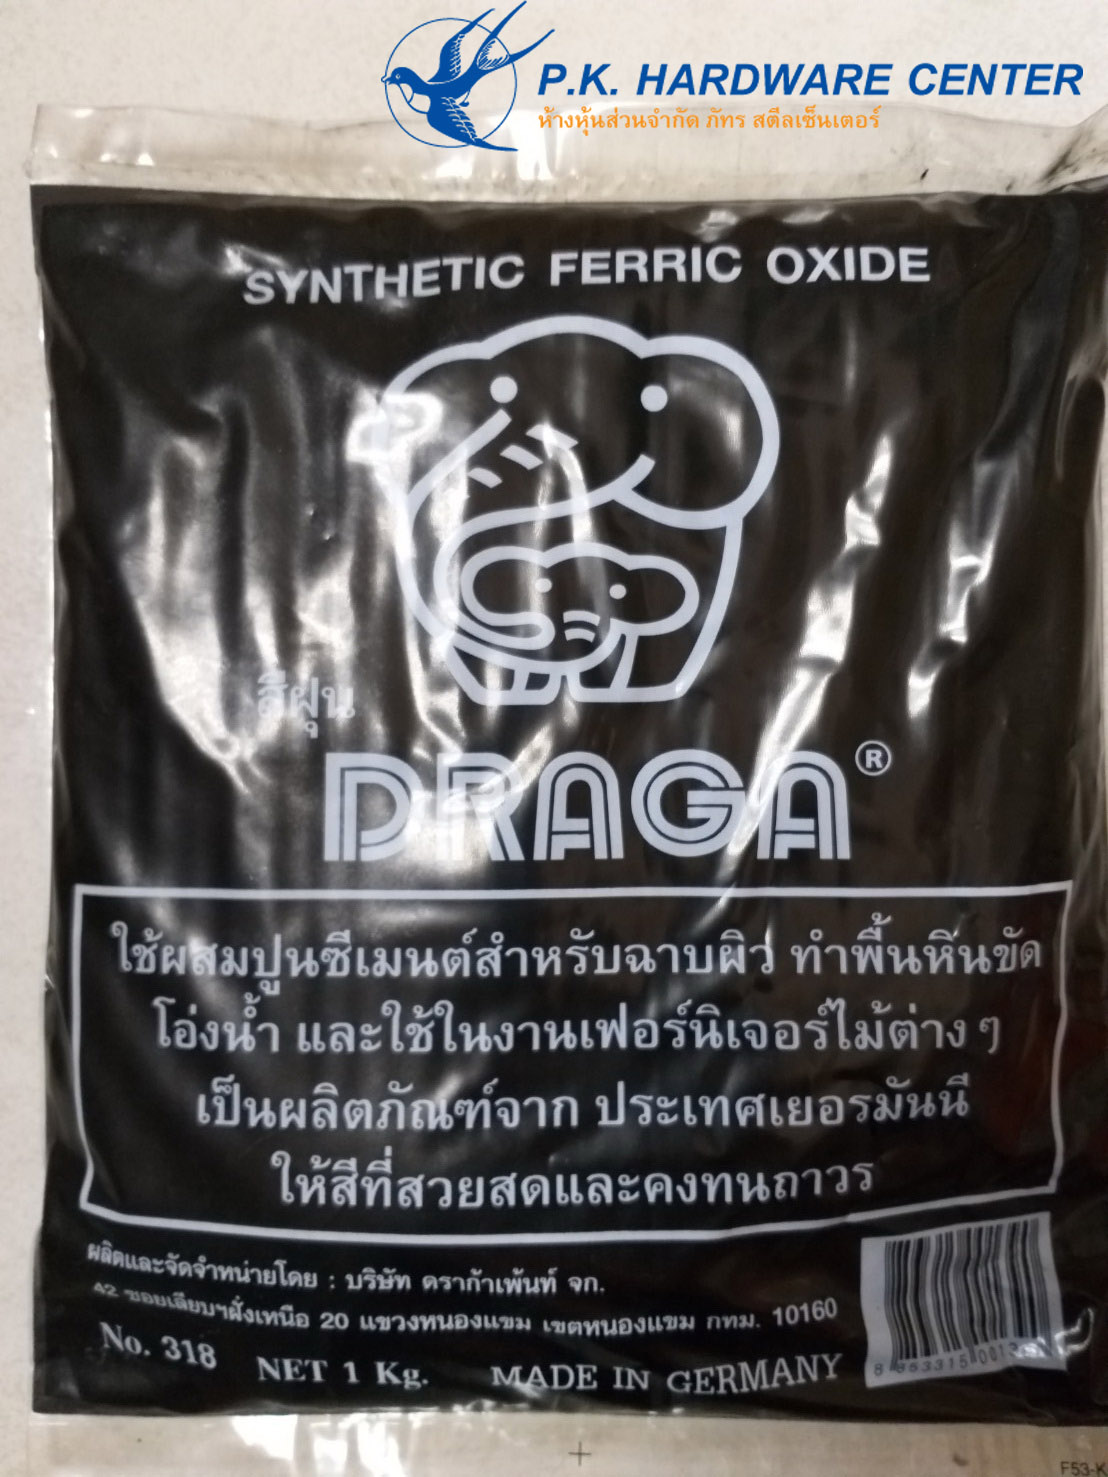 P.K. HARDWARE CENTER
ห้างหุ้นส่วนจำกัด ภัทร สตีลเซ็นเตอร์
SYNTHETIC FERRIC OXIDE
สีฝุ่น
DRAGA®
ใช้ผสมปูนซีเมนต์สำหรับฉาบผิว ทำพื้นหินขัด
โอ่งน้ำ และใช้ในงานเฟอร์นิเจอร์ไม้ต่าง ๆ
เป็นผลิตภัณฑ์จาก ประเทศเยอรมันนี
ให้สีที่สวยสดและคงทนถาวร
ผลิตและจัดจำหน่ายโดย : บริษัท ดราก้าเพ้นท์ จก.
42 ซอยเลียบฯฝั่งเหนือ 20 แขวงหนองแขม เขตหนองแขม กทม. 10160
No. 318 NET 1 Kg. MADE IN GERMANY